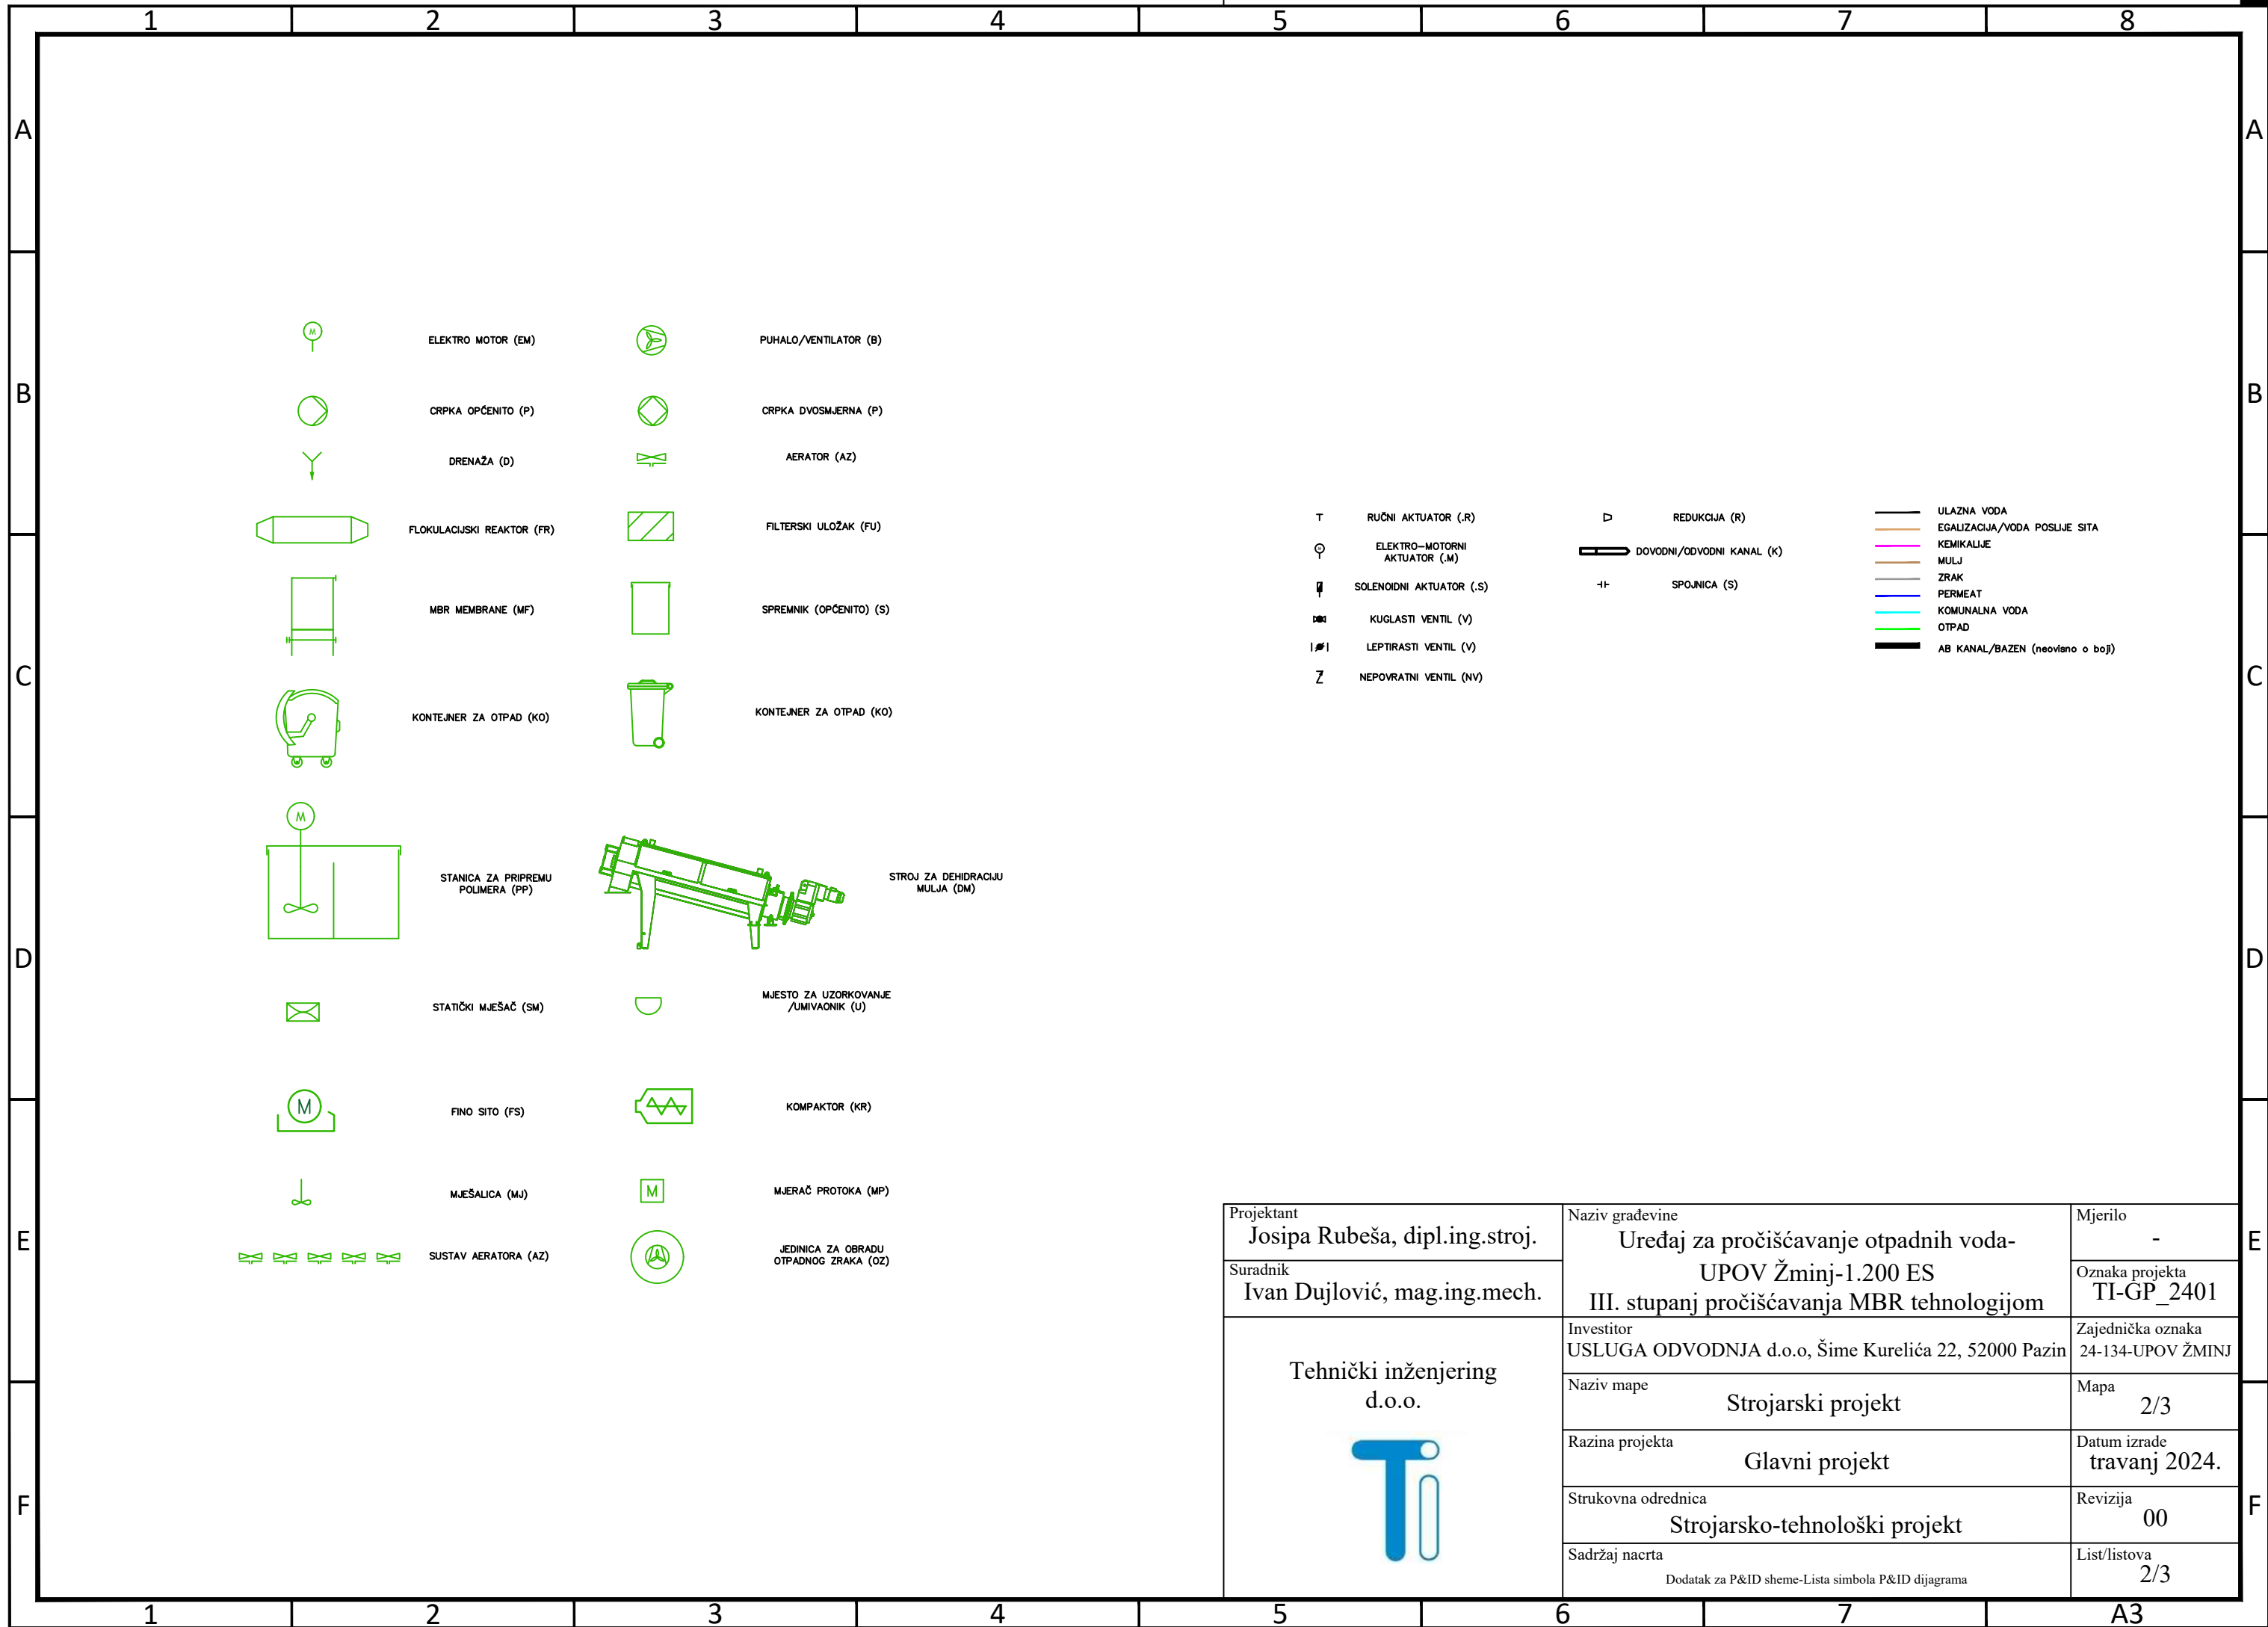 1 2 3 4 5 6 7 8
A A
B B
C C
D D
E E
F F
M
ELEKTRO MOTOR (EM)
PUHALO/VENTILATOR (B)
CRPKA OPĆENITO (P)
CRPKA DVOSMJERNA (P)
DRENAŽA (D)
AERATOR (AZ)
FLOKULACIJSKI REAKTOR (FR)
FILTERSKI ULOŽAK (FU)
MBR MEMBRANE (MF)
SPREMNIK (OPĆENITO) (S)
KONTEJNER ZA OTPAD (KO)
KONTEJNER ZA OTPAD (KO)
M
STANICA ZA PRIPREMU
POLIMERA (PP)
STROJ ZA DEHIDRACIJU
MULJA (DM)
STATIČKI MJEŠAČ (SM)
MJESTO ZA UZORKOVANJE
/UMIVAONIK (U)
M
FINO SITO (FS)
KOMPAKTOR (KR)
MJEŠALICA (MJ)
M
MJERAČ PROTOKA (MP)
SUSTAV AERATORA (AZ)
JEDINICA ZA OBRADU
OTPADNOG ZRAKA (OZ)
RUČNI AKTUATOR (.R)
ELEKTRO-MOTORNI
AKTUATOR (.M)
SOLENOIDNI AKTUATOR (.S)
KUGLASTI VENTIL (V)
LEPTIRASTI VENTIL (V)
NEPOVRATNI VENTIL (NV)
REDUKCIJA (R)
DOVODNI/ODVODNI KANAL (K)
SPOJNICA (S)
ULAZNA VODA
EGALIZACIJA/VODA POSLIJE SITA
KEMIKALIJE
MULJ
ZRAK
PERMEAT
KOMUNALNA VODA
OTPAD
AB KANAL/BAZEN (neovisno o boji)
Projektant
Josipa Rubeša, dipl.ing.stroj.
Suradnik
Ivan Dujlović, mag.ing.mech.
Tehnički inženjering
d.o.o.
Naziv građevine
Uređaj za pročišćavanje otpadnih voda-
UPOV Žminj-1.200 ES
III. stupanj pročišćavanja MBR tehnologijom
Mjerilo
-
Oznaka projekta
TI-GP_2401
Investitor
USLUGA ODVODNJA d.o.o, Šime Kurelića 22, 52000 Pazin
Zajednička oznaka
24-134-UPOV ŽMINJ
Naziv mape
Strojarski projekt
Mapa
2/3
Razina projekta
Glavni projekt
Datum izrade
travanj 2024.
Strukovna odrednica
Strojarsko-tehnološki projekt
Revizija
00
Sadržaj nacrta
Dodatak za P&ID sheme-Lista simbola P&ID dijagrama
List/listova
2/3
1 2 3 4 5 6 7 A3